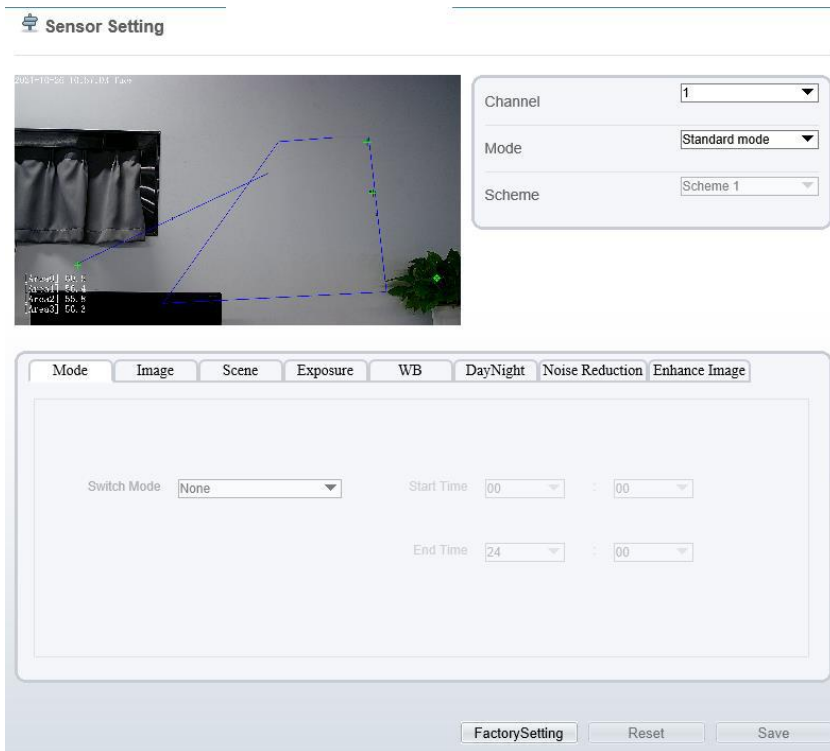 Sensor Setting
Channel
1
Mode
Standard mode
Scheme
Scheme 1
Mode Image Scene Exposure WB DayNight Noise Reduction Enhance Image
Switch Mode None Start Time 00 : 00
End Time 24 : 00
FactorySetting Reset Save